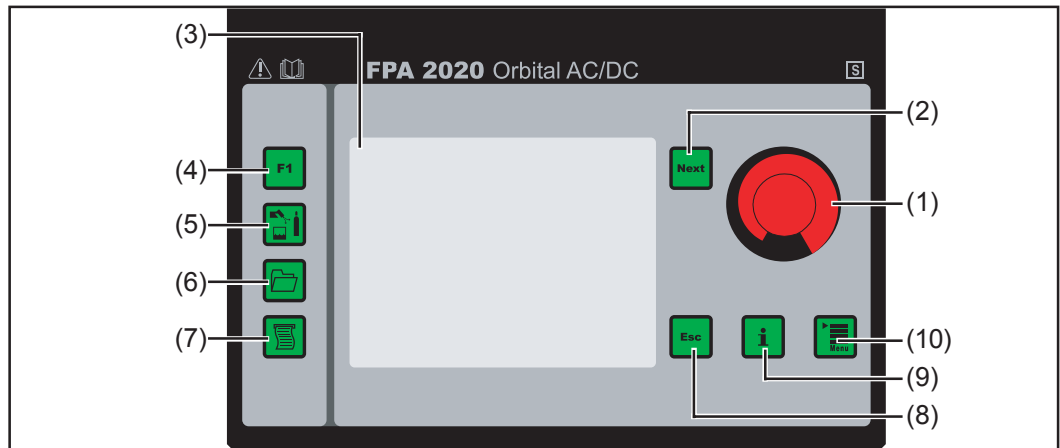 (3)
FPA 2020 Orbital AC/DC
S
(2)
(4)
F1
Next
(1)
(5)
(6)
(7)
Esc
i
Menu
(10)
(9)
(8)